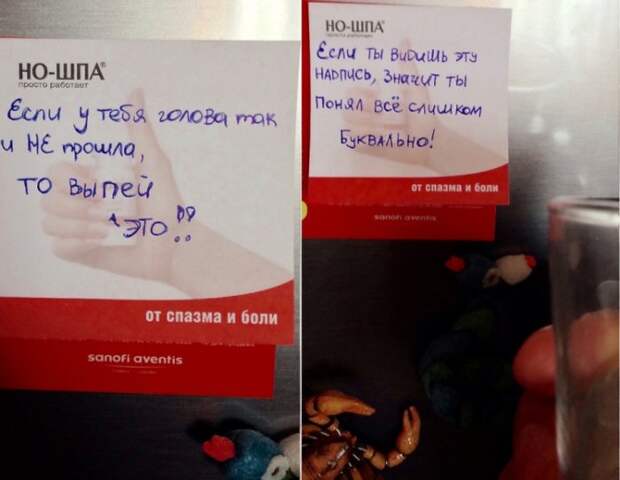 НО-ШПА®
просто работает
Если у тебя голова так
и НЕ прошла,
то выпей
"ЭТО"!
от спазма и боли
sanofi aventis
НО-ШПА®
просто работает
Если ты видишь эту
надпись, значит ты
понял всё слишком
буквально!
от спазма и боли
sanofi aventis